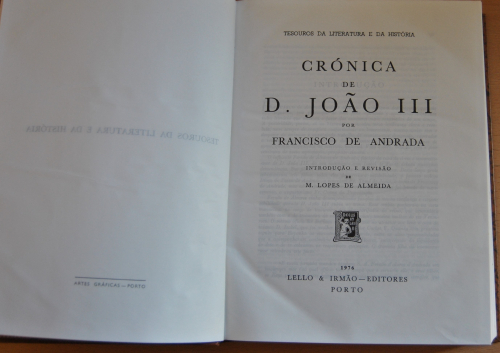 ARTES GRÁFICAS — PORTO
TESOUROS DA LITERATURA E DA HISTÓRIA
CRÓNICA
DE
D. JOÃO III
POR
FRANCISCO DE ANDRADA
INTRODUÇÃO E REVISÃO
DE
M. LOPES DE ALMEIDA
1976
LELLO & IRMÃO — EDITORES
PORTO